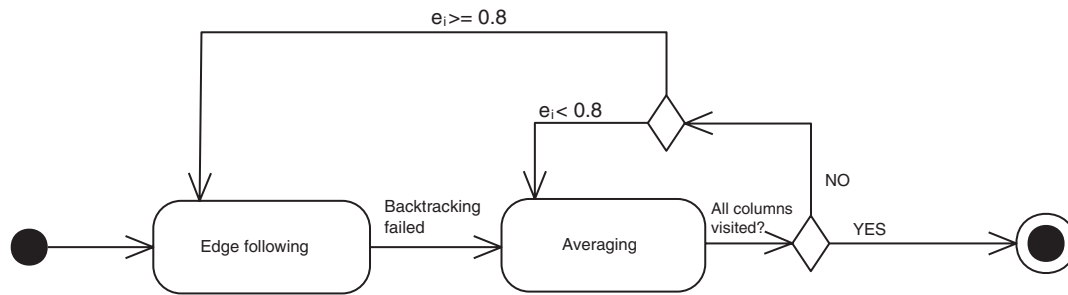 eᵢ>= 0.8
eᵢ< 0.8
NO
Backtracking
failed
All columns
visited?
YES
Edge following
Averaging